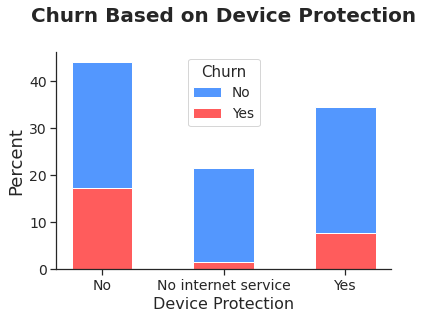 Churn Based on Device Protection
Churn
No
Yes
Percent
40
30
20
10
0
No No internet service Yes
Device Protection